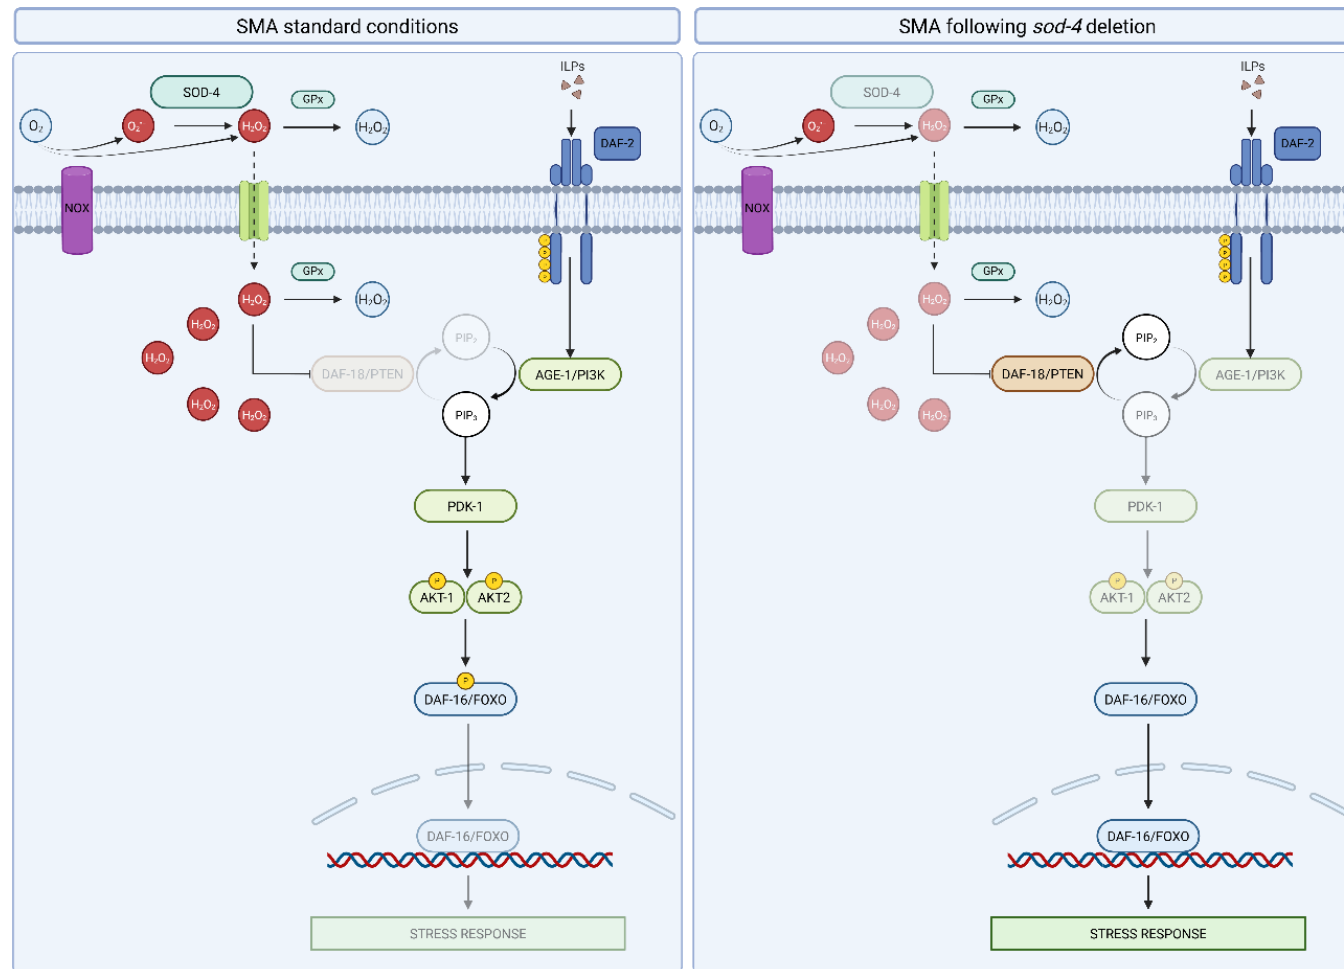 SMA standard conditions
SOD-4
GPx
O₂
O₂˙
H₂O₂
H₂O₂
ILPs
DAF-2
NOX
P
P
P
P
GPx
H₂O₂
H₂O₂
H₂O₂
H₂O₂
H₂O₂
H₂O₂
PIP₂
DAF-18/PTEN
AGE-1/PI3K
PIP₃
PDK-1
P
P
AKT-1
AKT2
P
DAF-16/FOXO
DAF-16/FOXO
STRESS RESPONSE
SMA following sod-4 deletion
SOD-4
GPx
O₂
O₂˙
H₂O₂
H₂O₂
ILPs
DAF-2
NOX
P
P
P
P
GPx
H₂O₂
H₂O₂
H₂O₂
H₂O₂
H₂O₂
H₂O₂
PIP₂
DAF-18/PTEN
AGE-1/PI3K
PIP₃
PDK-1
P
P
AKT-1
AKT2
DAF-16/FOXO
DAF-16/FOXO
STRESS RESPONSE